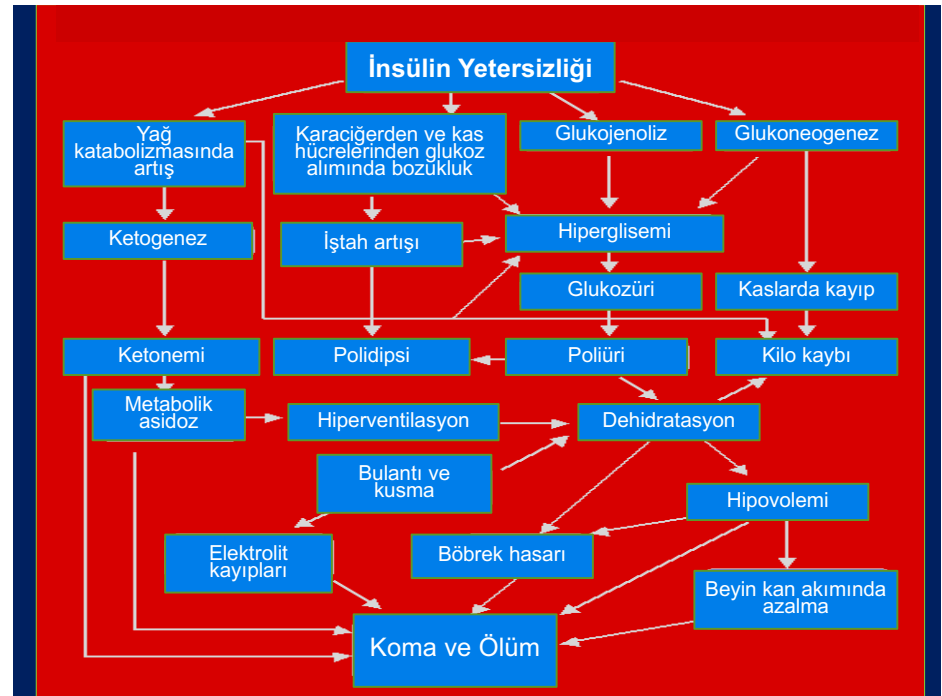 İnsülin Yetersizliği
Yağ
katabolizmasında
artış
Karaciğerden ve kas
hücrelerinden glukoz
alımında bozukluk
Glukojenoliz
Glukoneogenez
Ketogenez
İştah artışı
Hiperglisemi
Glukozüri
Kaslarda kayıp
Ketonemi
Polidipsi
Poliüri
Kilo kaybı
Metabolik
asidoz
Hiperventilasyon
Dehidratasyon
Bulantı ve
kusma
Hipovolemi
Elektrolit
kayıpları
Böbrek hasarı
Beyin kan akımında
azalma
Koma ve Ölüm